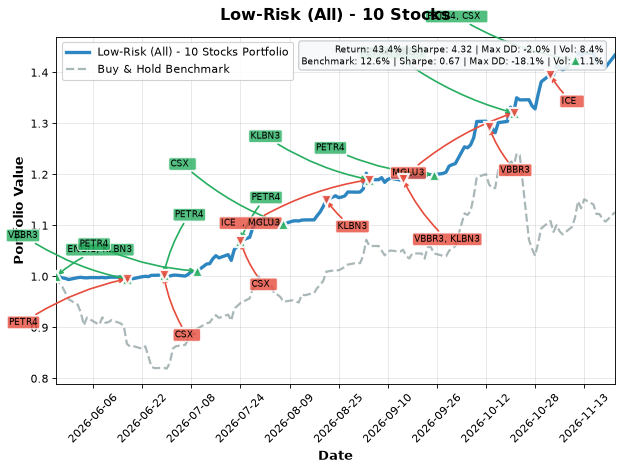 Low-Risk (All) - 10 Stocks
PETR4, CSX
Low-Risk (All) - 10 Stocks Portfolio
Buy & Hold Benchmark
Return: 43.4% | Sharpe: 4.32 | Max DD: -2.0% | Vol: 8.4%
Benchmark: 12.6% | Sharpe: 0.67 | Max DD: -18.1% | Vol: 1.1%
1.4
1.3
1.2
1.1
1.0
0.9
0.8
Portfolio Value
ICE
KLBN3
PETR4
CSX
MGLU3
VBBR3
PETR4
PETR4
ICE, MGLU3
KLBN3
VBBR3
PETR4
KLBN3
VBBR3, KLBN3
CSX
PETR4
CSX
2026-06-06
2026-06-22
2026-07-08
2026-07-24
2026-08-09
2026-08-25
2026-09-10
2026-09-26
2026-10-12
2026-10-28
2026-11-13
Date